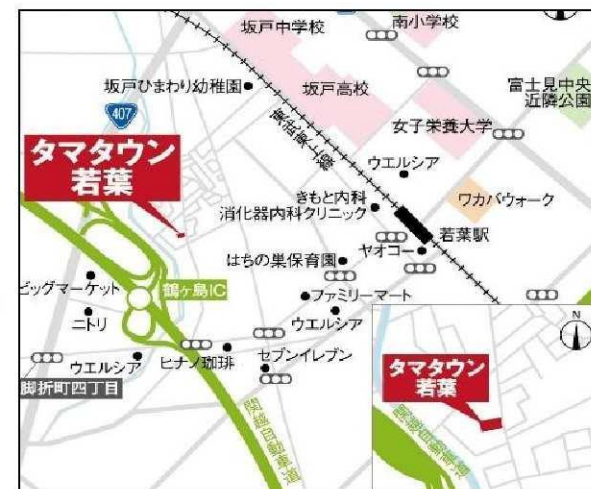 坂戸中学校
南小学校
坂戸ひまわり幼稚園
坂戸高校
富士見中央
近隣公園
407
東武東上線
女子栄養大学
タマタウン
若葉
ウエルシア
きもと内科
消化器内科クリニック
ワカバウォーク
若葉駅
ヤオコー
はちの巣保育園
ビッグマーケット
鶴ヶ島IC
ファミリーマート
ニトリ
ウエルシア
ウエルシア
ヒナノ珈琲
セブンイレブン
脚折町四丁目
関越自動車道
N
タマタウン
若葉
関越自動車道